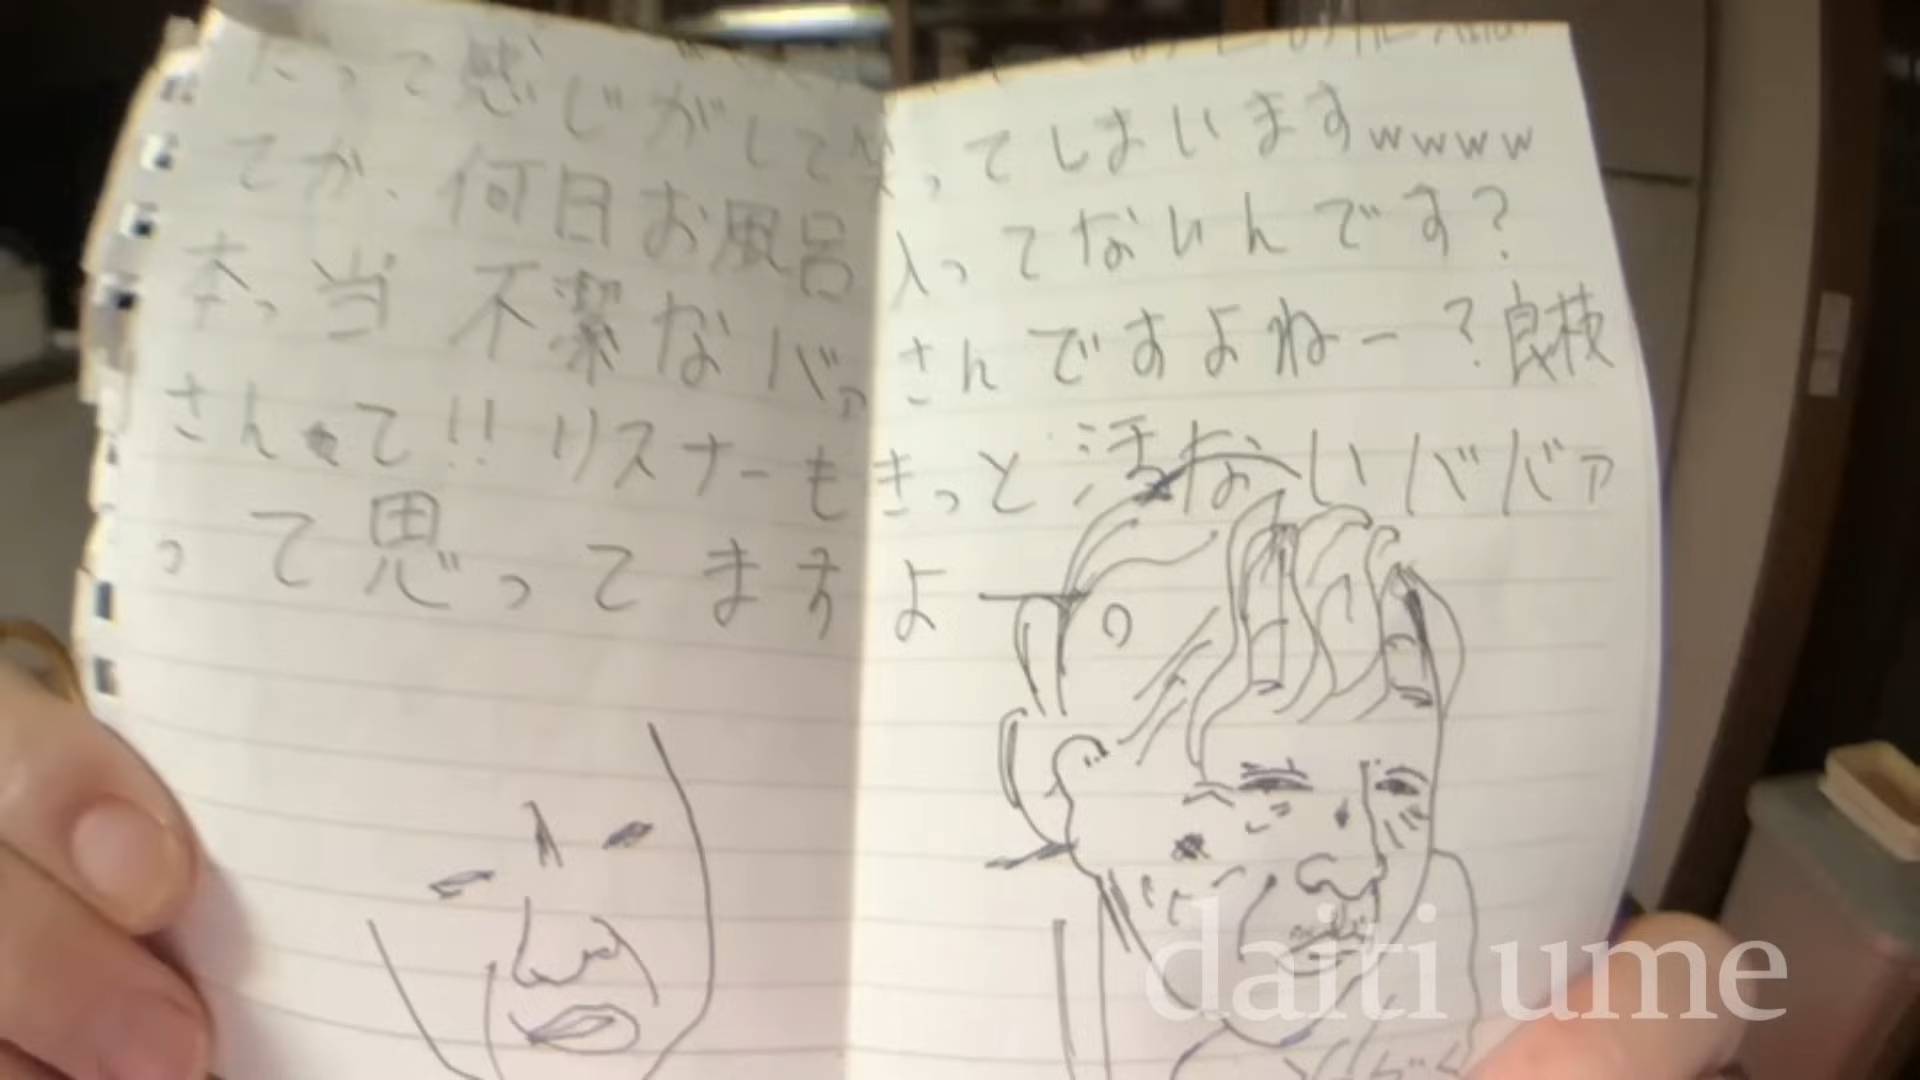 だって感じがして笑ってしまいますwwww
てか、何日お風呂入ってないんです?
本っ当不潔なバァさんですよねー?良枝
さんって!!リスナーもきっと汚いババァ
って思ってますよー
daiti ume